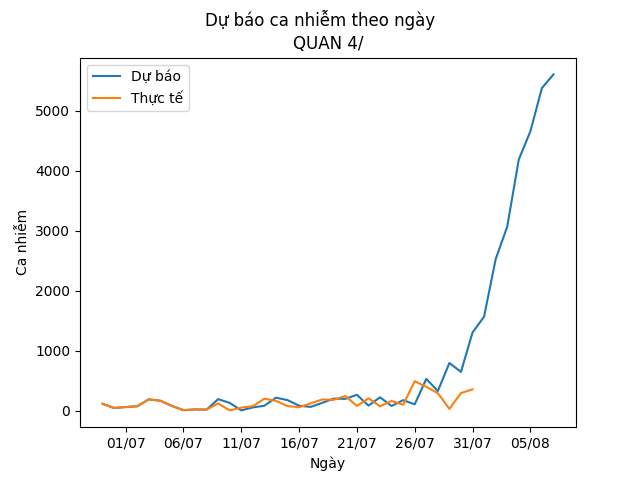 Dự báo ca nhiễm theo ngày
QUAN 4/
Dự báo
Thực tế
5000
4000
3000
2000
1000
0
Ca nhiễm
01/07 06/07 11/07 16/07 21/07 26/07 31/07 05/08
Ngày